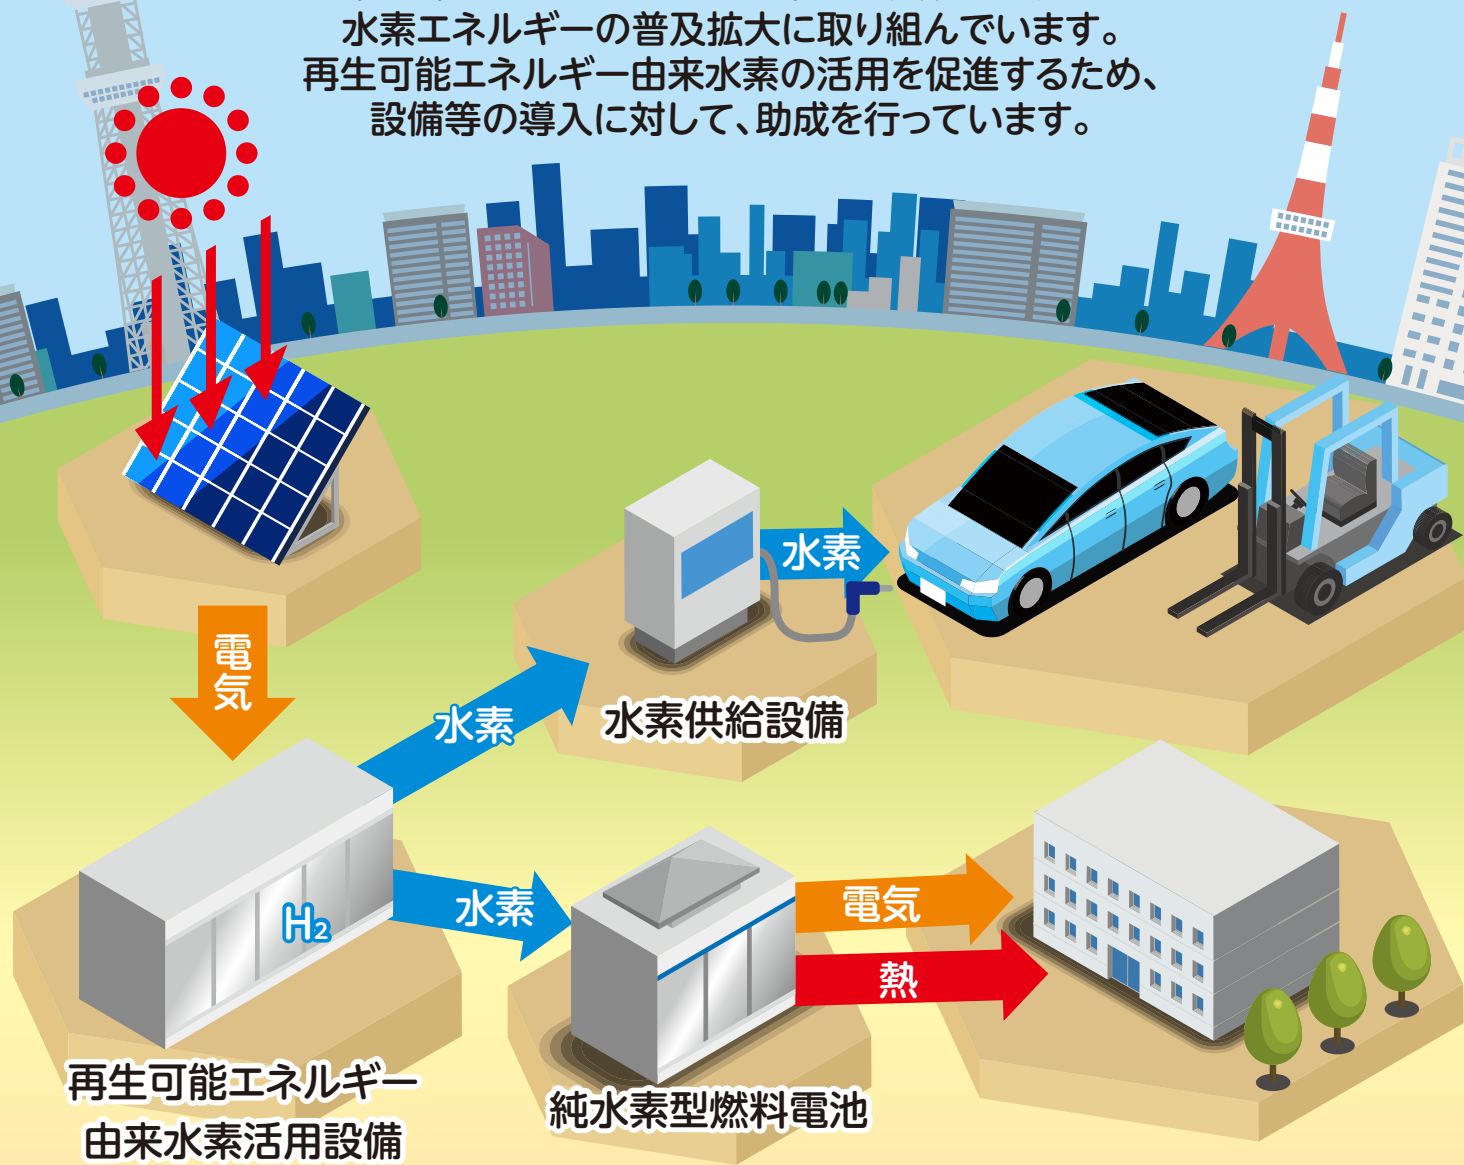 水素エネルギーの普及拡大に取り組んでいます。
再生可能エネルギー由来水素の活用を促進するため、
設備等の導入に対して、助成を行っています。
水素
電気
水素
水素供給設備
H₂
水素
電気
熱
再生可能エネルギー
由来水素活用設備
純水素型燃料電池